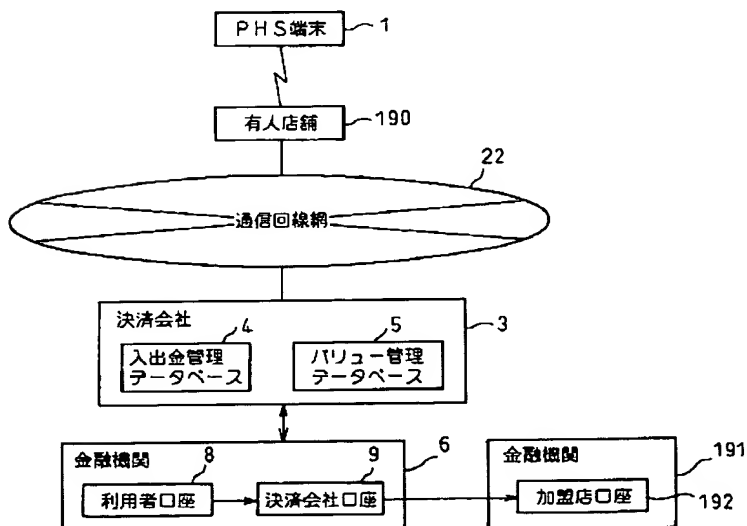 PHS端末
1
有人店舗
190
22
通信回線網
決済会社
3
4
入出金管理
データベース
5
バリュー管理
データベース
金融機関
6
8
利用者口座
9
決済会社口座
金融機関
191
加盟店口座
192